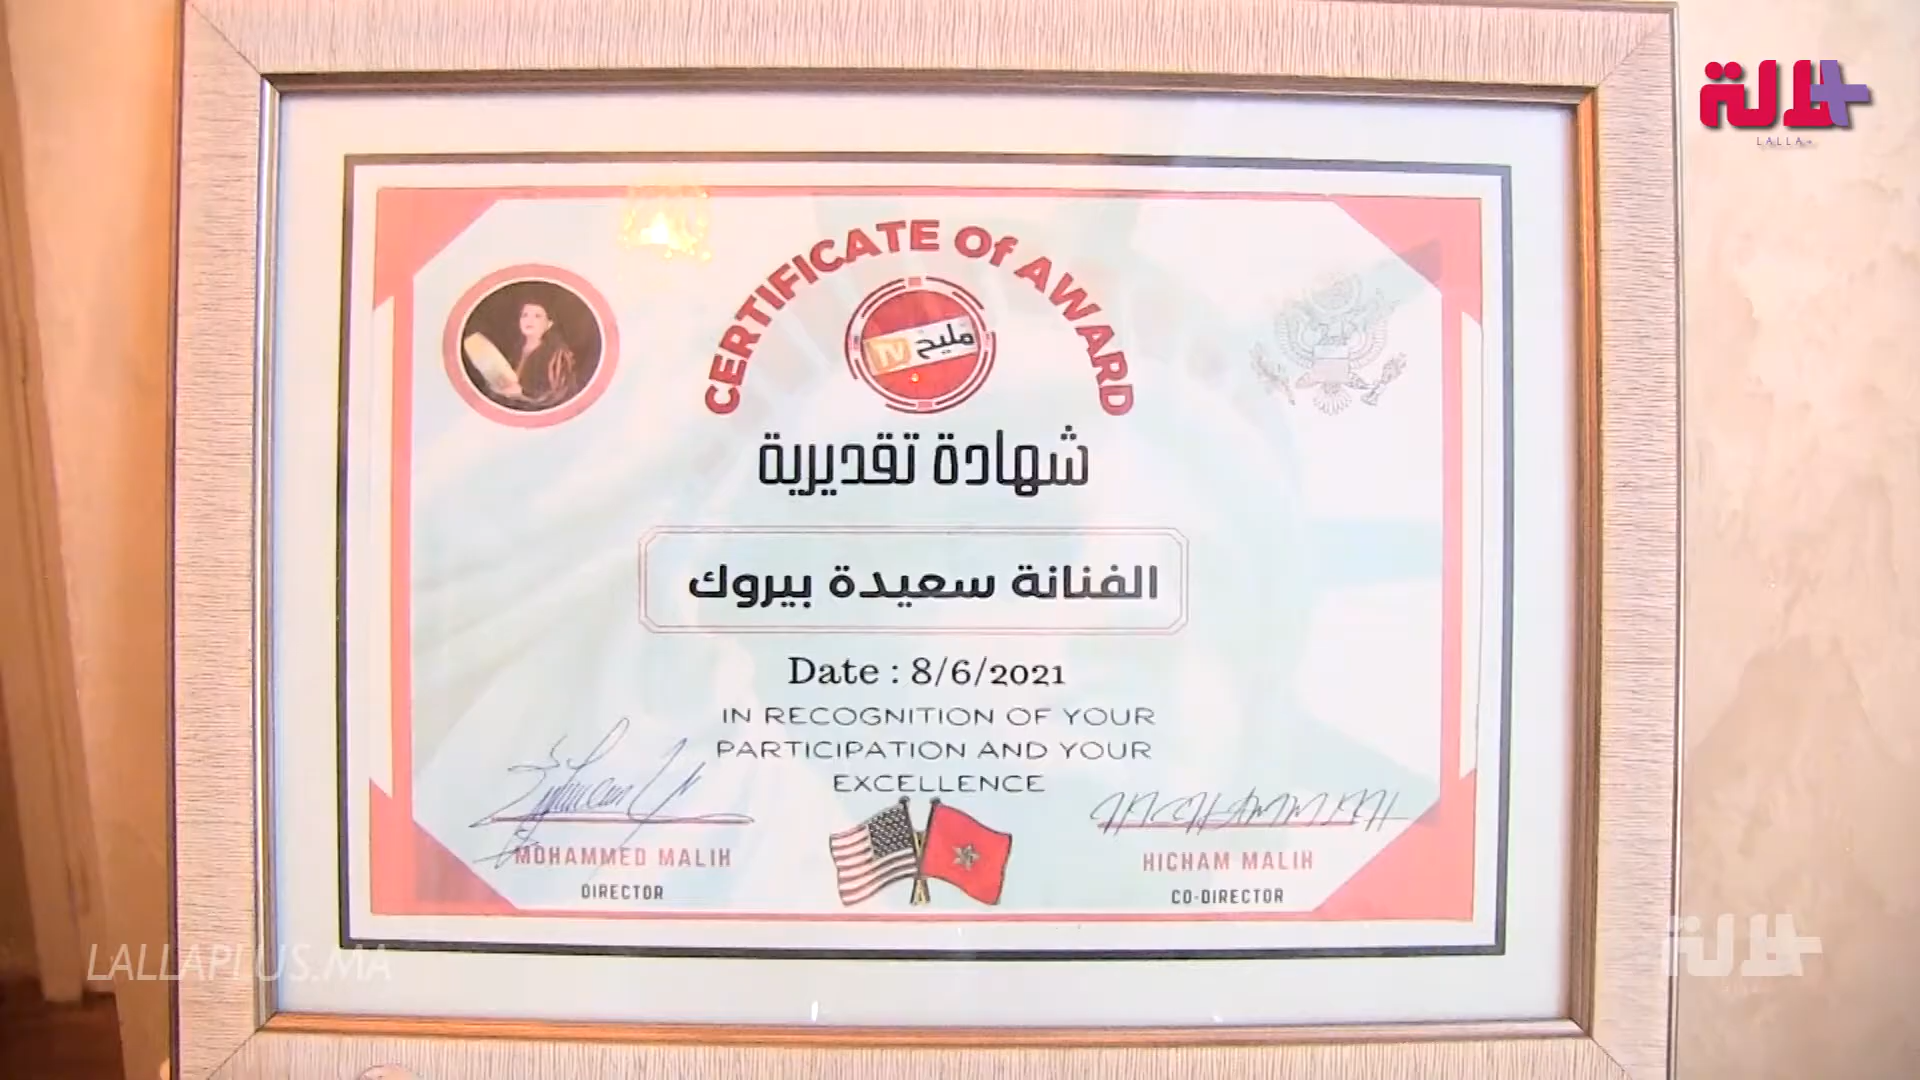 لالة+
LALLA+
CERTIFICATE Of AWARD
مليح TV
شهادة تقديرية
الفنانة سعيدة بيروك
Date : 8/6/2021
IN RECOGNITION OF YOUR
PARTICIPATION AND YOUR
EXCELLENCE
MOHAMMED MALIH
DIRECTOR
HICHAM MALIH
CO-DIRECTOR
LALLAPLUS.MA
لالة+